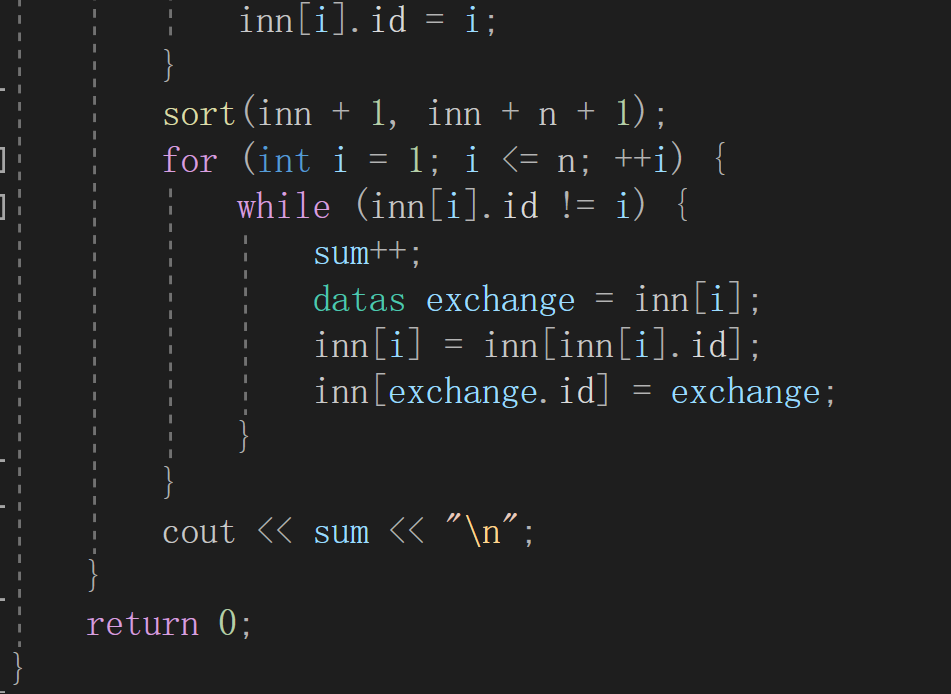 inn[i].id = i;
}
sort(inn + 1, inn + n + 1);
for (int i = 1; i <= n; ++i) {
while (inn[i].id != i) {
sum++;
datas exchange = inn[i];
inn[i] = inn[inn[i].id];
inn[exchange.id] = exchange;
}
}
cout << sum << "\n";
}
return 0;
}